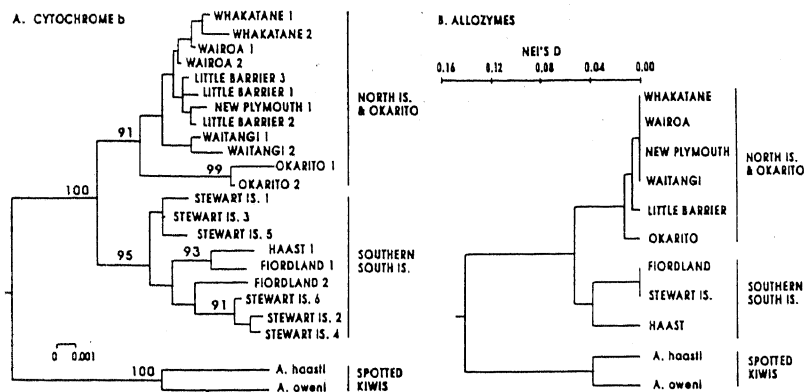 A. CYTOCHROME b
WHAKATANE 1
WHAKATANE 2
WAIROA 1
WAIROA 2
LITTLE BARRIER 3
LITTLE BARRIER 1
NEW PLYMOUTH 1
LITTLE BARRIER 2
91
WAITANGI 1
WAITANGI 2
99
OKARITO 1
OKARITO 2
NORTH IS.
& OKARITO
100
STEWART IS. 1
STEWART IS. 3
STEWART IS. 5
95
93
HAAST 1
FIORDLAND 1
FIORDLAND 2
91
STEWART IS. 6
STEWART IS. 2
STEWART IS. 4
SOUTHERN
SOUTH IS.
0 0.001
100
A. haasti
A. oweni
SPOTTED
KIWIS
B. ALLOZYMES
NEI'S D
0.16 0.12 0.08 0.04 0.00
WHAKATANE
WAIROA
NEW PLYMOUTH
WAITANGI
LITTLE BARRIER
OKARITO
NORTH IS.
& OKARITO
FIORDLAND
STEWART IS.
HAAST
SOUTHERN
SOUTH IS.
A. haasti
A. oweni
SPOTTED
KIWIS